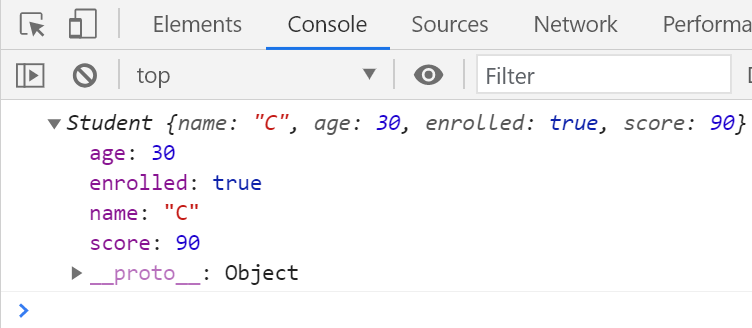 Elements Console Sources Network Performa
top Filter
Student {name: "C", age: 30, enrolled: true, score: 90}
age: 30
enrolled: true
name: "C"
score: 90
__proto__: Object